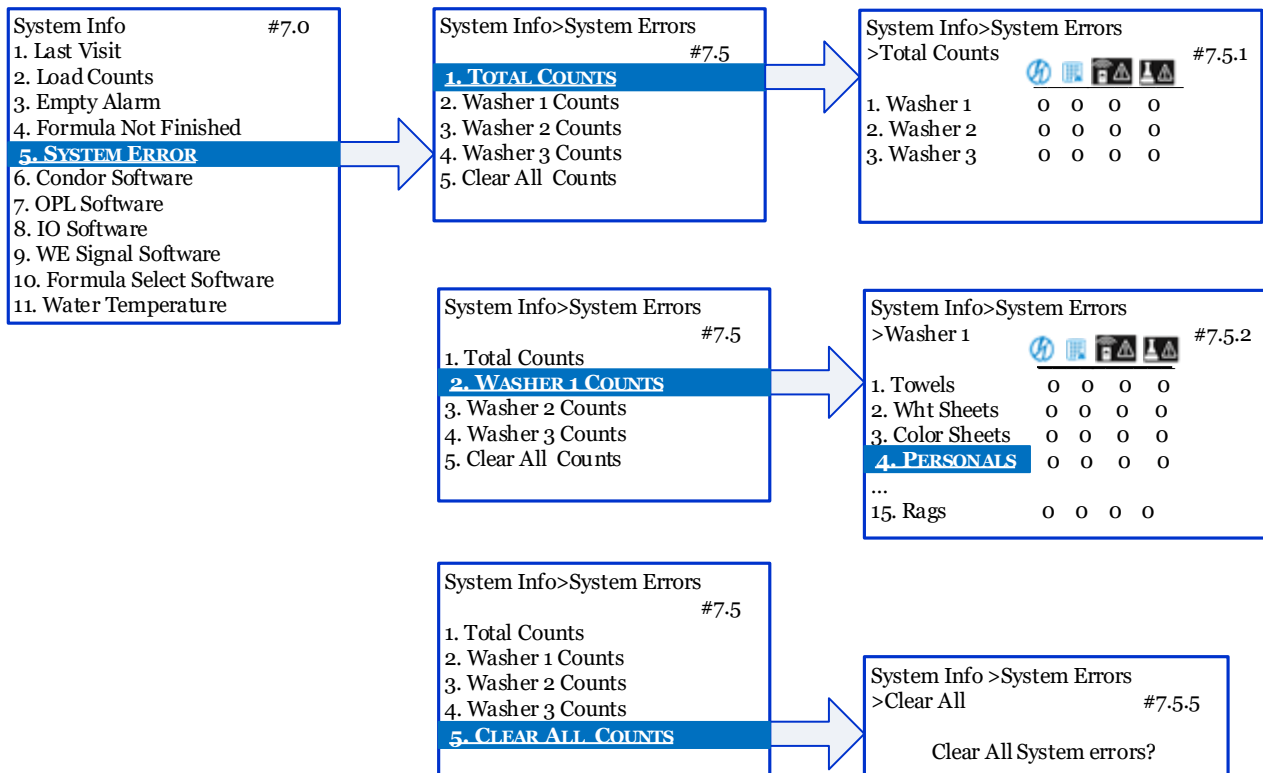 System Info #7.0
1. Last Visit
2. Load Counts
3. Empty Alarm
4. Formula Not Finished
5. SYSTEM ERROR
6. Condor Software
7. OPL Software
8. IO Software
9. WE Signal Software
10. Formula Select Software
11. Water Temperature
System Info>System Errors
#7.5
1. TOTAL COUNTS
2. Washer 1 Counts
3. Washer 2 Counts
4. Washer 3 Counts
5. Clear All Counts
System Info>System Errors
>Total Counts #7.5.1
1. Washer 1 0 0 0 0
2. Washer 2 0 0 0 0
3. Washer 3 0 0 0 0
System Info>System Errors
#7.5
1. Total Counts
2. WASHER 1 COUNTS
3. Washer 2 Counts
4. Washer 3 Counts
5. Clear All Counts
System Info>System Errors
>Washer 1 #7.5.2
1. Towels 0 0 0 0
2. Wht Sheets 0 0 0 0
3. Color Sheets 0 0 0 0
4. PERSONALS 0 0 0 0
...
15. Rags 0 0 0 0
System Info>System Errors
#7.5
1. Total Counts
2. Washer 1 Counts
3. Washer 2 Counts
4. Washer 3 Counts
5. CLEAR ALL COUNTS
System Info >System Errors
>Clear All #7.5.5
Clear All System errors?